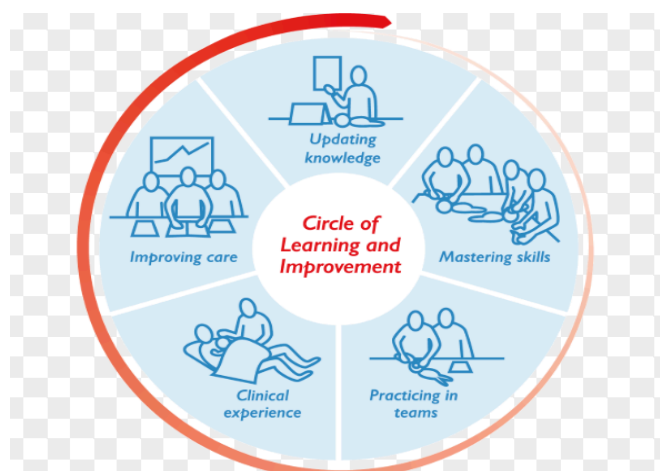 Updating
knowledge
Circle of
Learning and
Improvement
Improving care
Mastering skills
Clinical
experience
Practicing in
teams